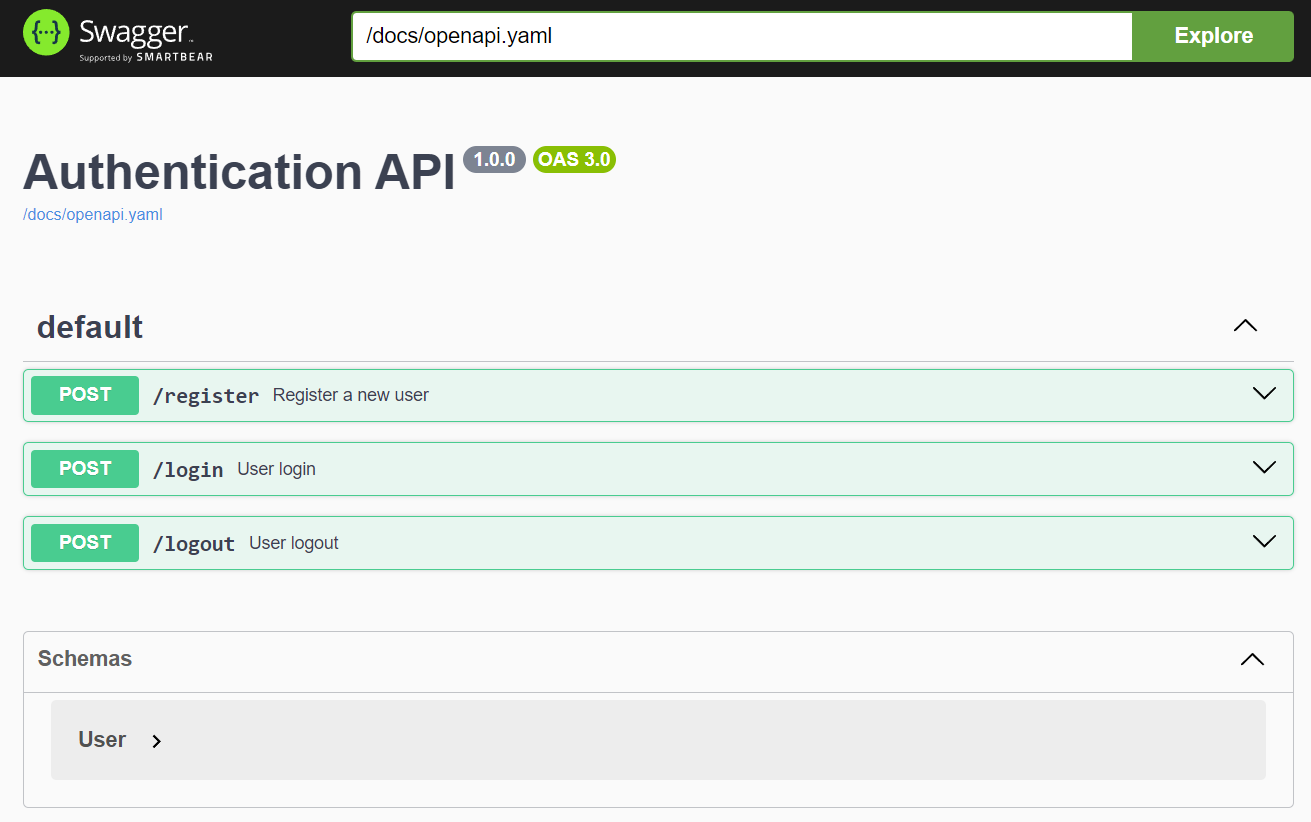 {···} Swagger™
Supported by SMARTBEAR
/docs/openapi.yaml
Explore
Authentication API 1.0.0 OAS 3.0
/docs/openapi.yaml
default
POST /register Register a new user
POST /login User login
POST /logout User logout
Schemas
User